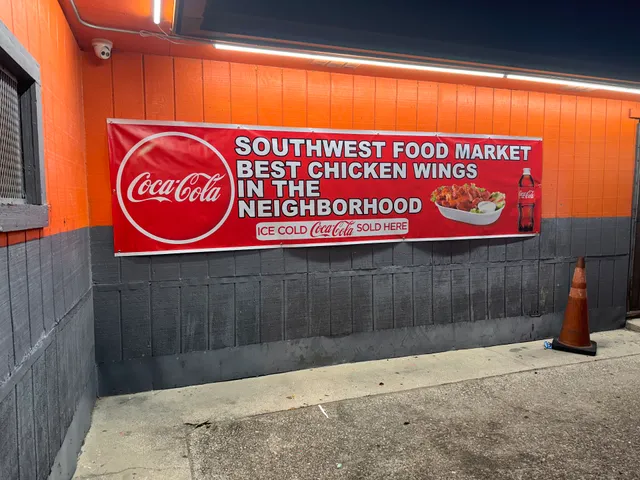 Coca-Cola
SOUTHWEST FOOD MARKET
BEST CHICKEN WINGS
IN THE
NEIGHBORHOOD
ICE COLD Coca-Cola SOLD HERE
Coca-Cola